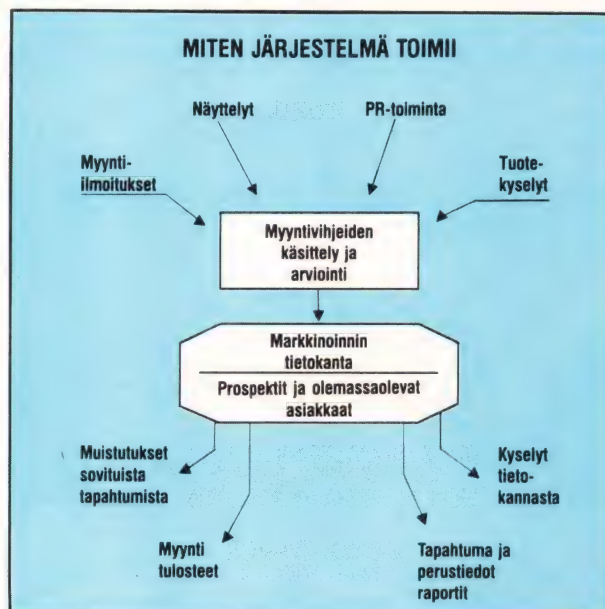 MITEN JÄRJESTELMÄ TOIMII
Näyttelyt
PR-toiminta
Myynti-
ilmoitukset
Tuote-
kyselyt
Myyntivihjeiden
käsittely ja
arviointi
Markkinoinnin
tietokanta
Prospektit ja olemassaolevat
asiakkaat
Muistutukset
sovituista
tapahtumista
Kyselyt
tieto-
kannasta
Myynti
tulosteet
Tapahtuma ja
perustiedot
raportit